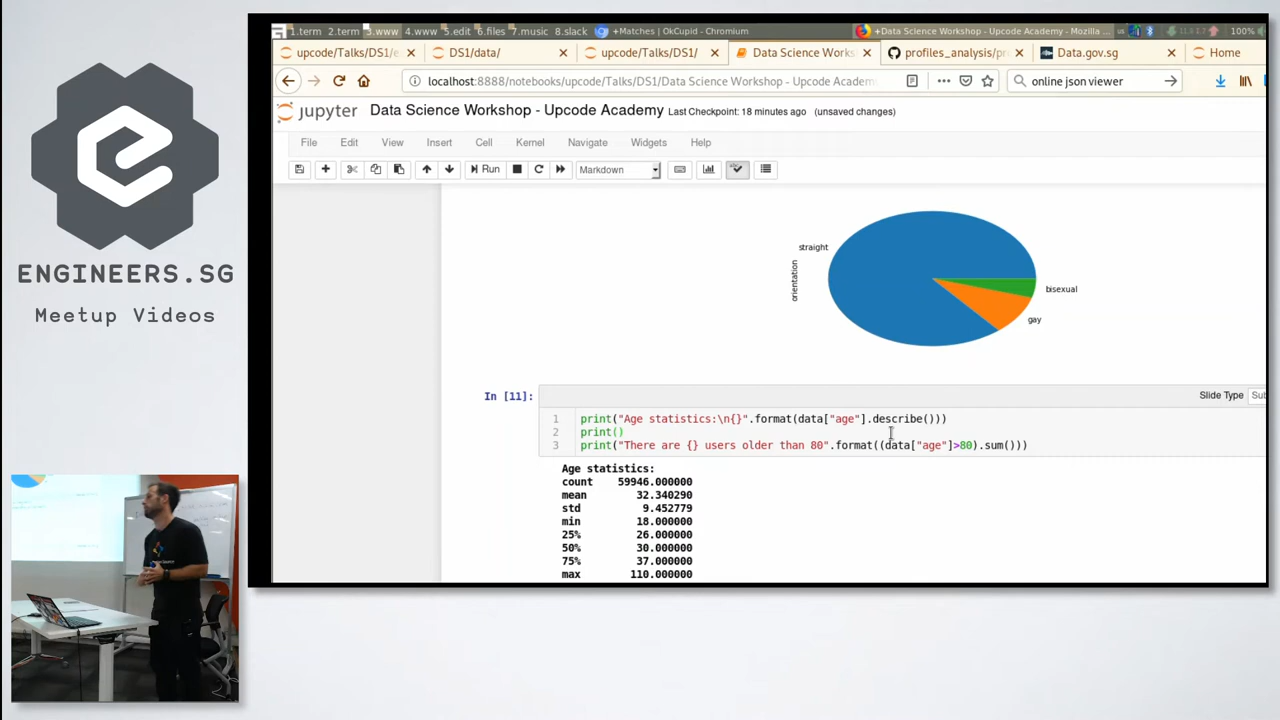 1.term 2.term 3.www 4.www 5.edit 6.files 7.music 8.slack +Matches | OkCupid - Chromium +Data Science Workshop - Upcode Academy - Mozilla ... 100%
upcode/Talks/DS1/ DS1/data/ upcode/Talks/DS1/ Data Science Works profiles_analysis/pr Data.gov.sg Home
localhost:8888/notebooks/upcode/Talks/DS1/Data Science Workshop - Upcode Academ online json viewer
jupyter Data Science Workshop - Upcode Academy Last Checkpoint: 18 minutes ago (unsaved changes)
File Edit View Insert Cell Kernel Navigate Widgets Help
Run Markdown
straight
orientation
bisexual
gay
In [11]:
Slide Type Sub
1 print("Age statistics:\n{}".format(data["age"].describe()))
2 print()
3 print("There are {} users older than 80".format((data["age"]>80).sum()))
Age statistics:
count 59946.000000
mean 32.340290
std 9.452779
min 18.000000
25% 26.000000
50% 30.000000
75% 37.000000
max 110.000000
ENGINEERS.SG
Meetup Videos